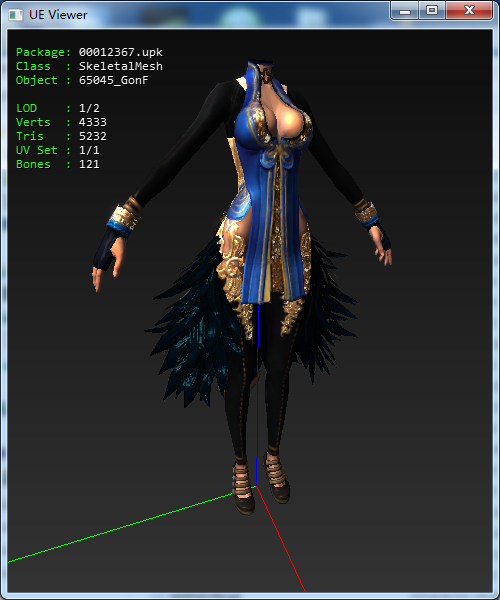 UE Viewer
Package: 00012367.upk
Class : SkeletalMesh
Object : 65045_GonF
LOD : 1/2
Verts : 4333
Tris : 5232
UV Set : 1/1
Bones : 121